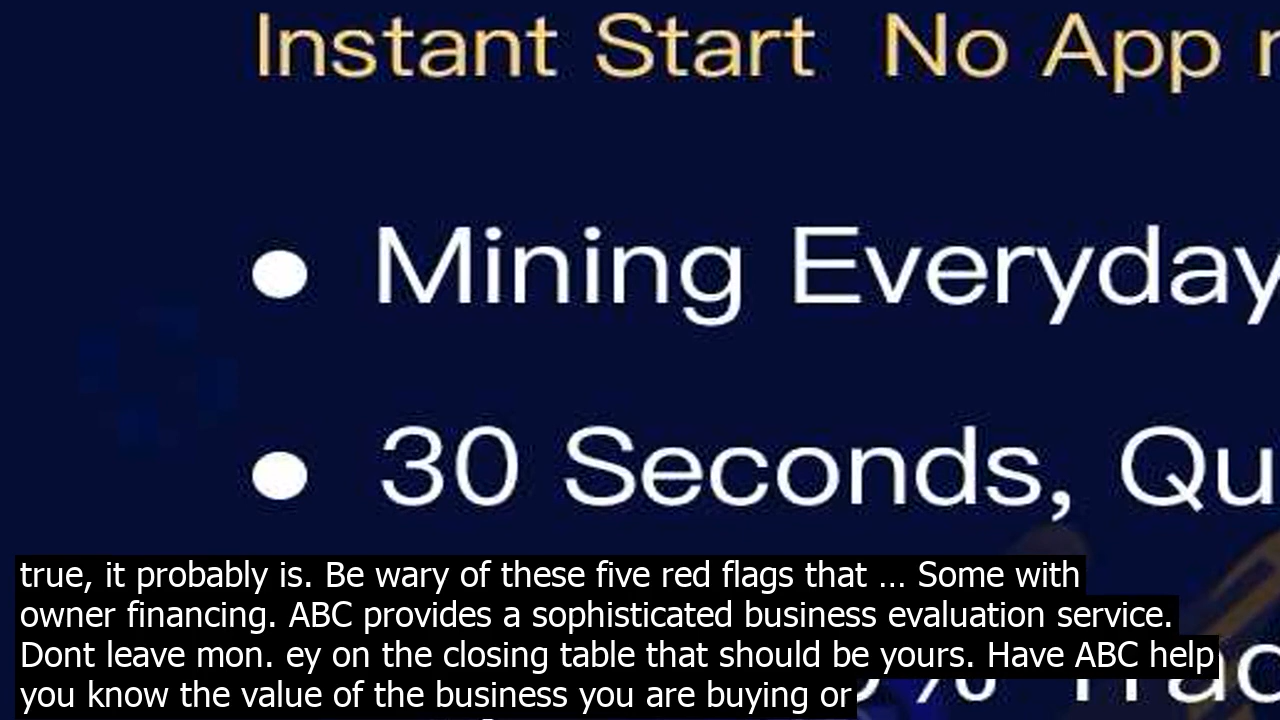 Instant Start  No App
• Mining Everyday
• 30 Seconds,
true, it probably is. Be wary of these five red flags that ... Some with
owner financing. ABC provides a sophisticated business evaluation service.
Dont leave mon. ey on the closing table that should be yours. Have ABC help
you know the value of the business you are buying or